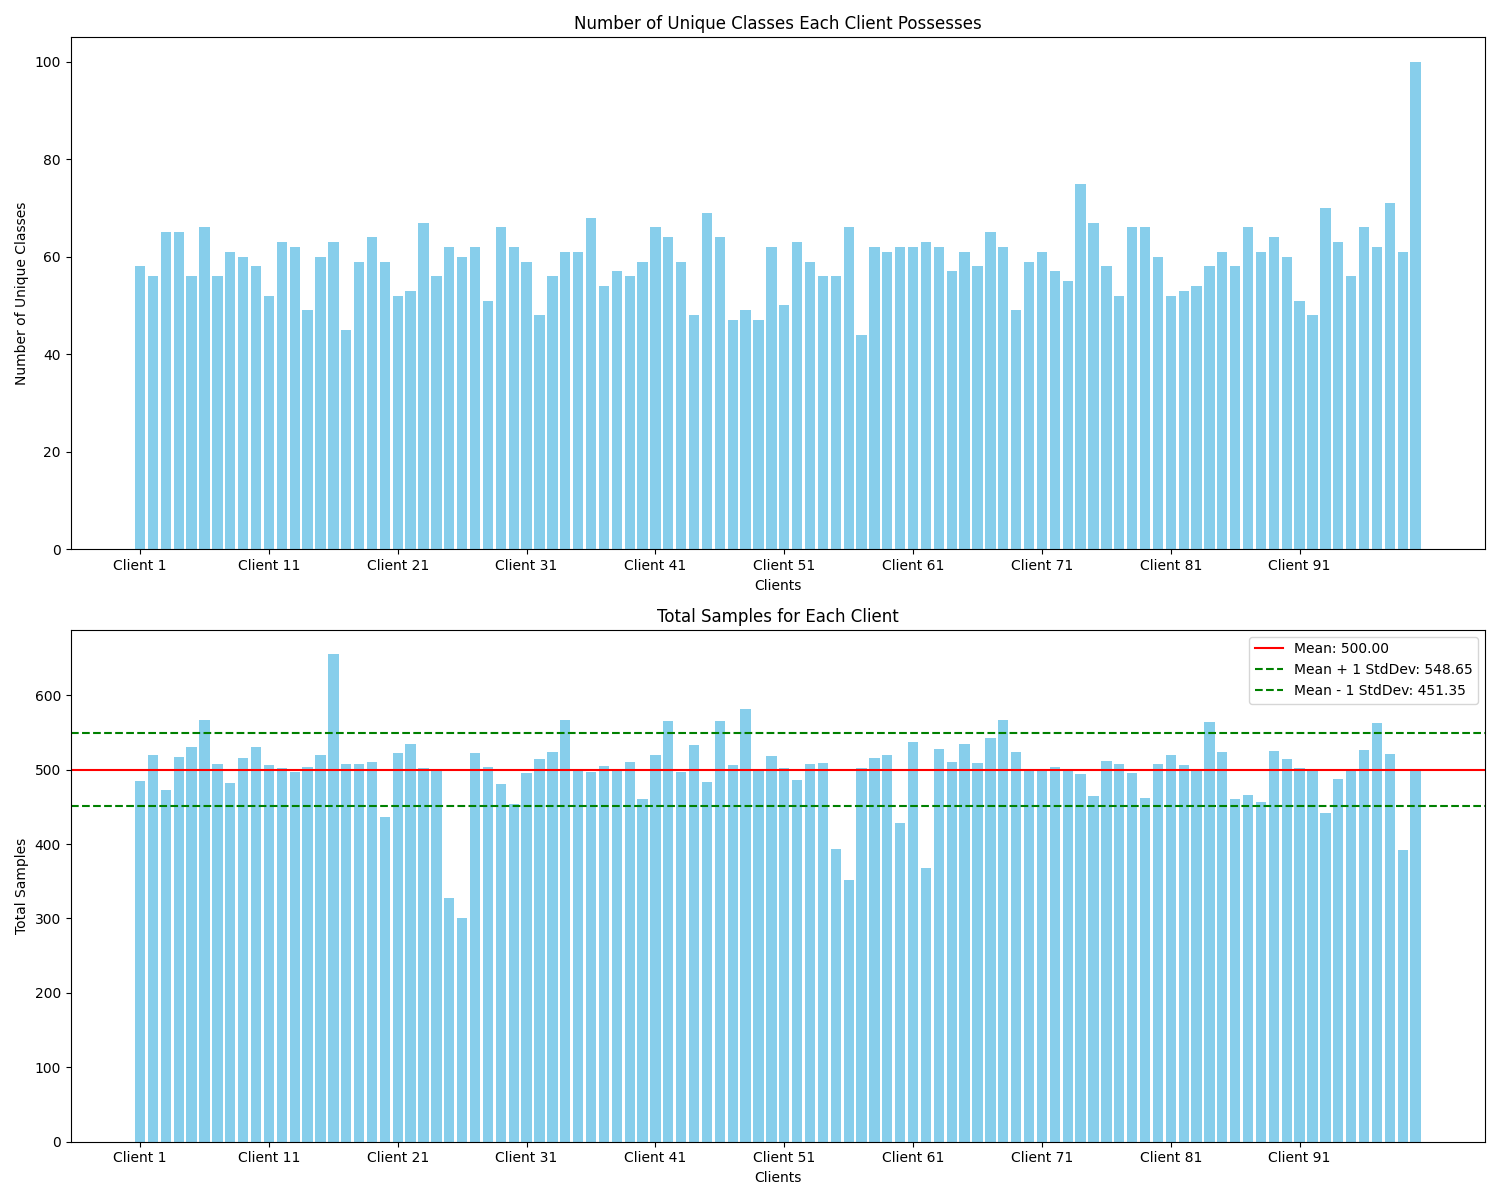 Number of Unique Classes Each Client Possesses
Number of Unique Classes
100
80
60
40
20
0
Client 1 Client 11 Client 21 Client 31 Client 41 Client 51 Client 61 Client 71 Client 81 Client 91
Clients
Total Samples for Each Client
Mean: 500.00
Mean + 1 StdDev: 548.65
Mean - 1 StdDev: 451.35
Total Samples
600
500
400
300
200
100
0
Client 1 Client 11 Client 21 Client 31 Client 41 Client 51 Client 61 Client 71 Client 81 Client 91
Clients